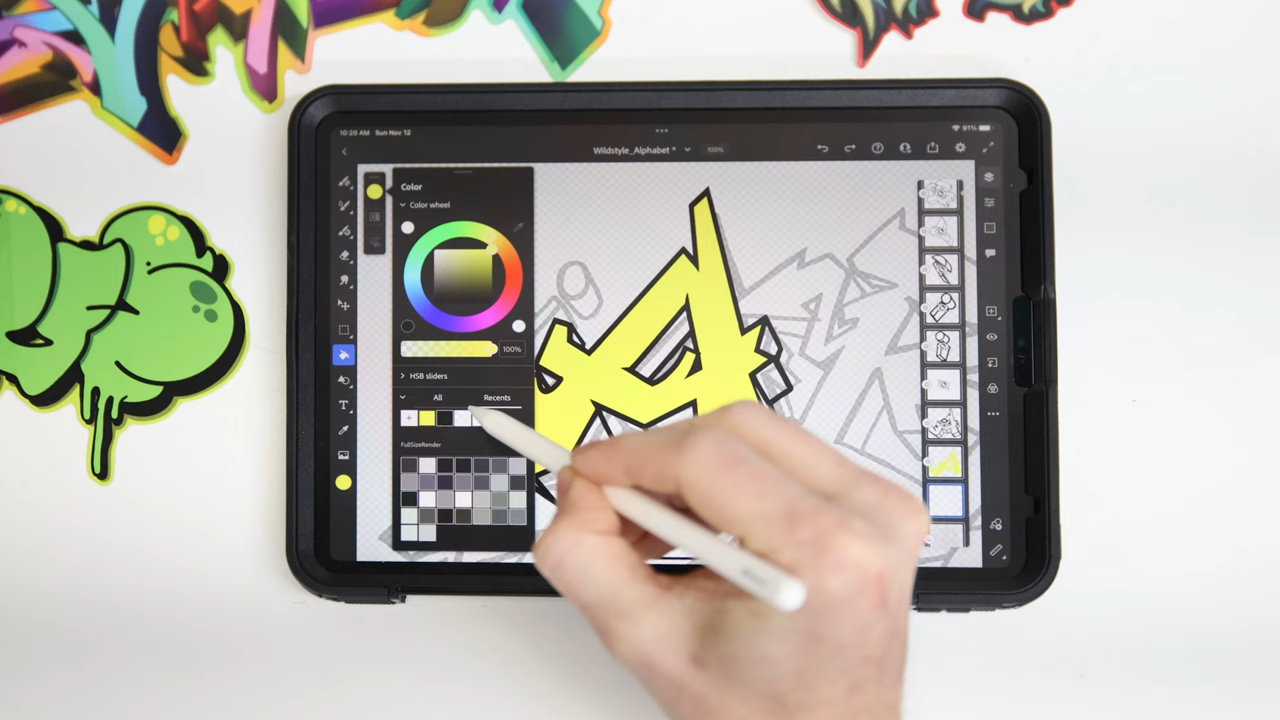 10:20 AM Sun Nov 12
91%
Wildstyle_Alphabet *
100%
Color
Color wheel
100%
HSB sliders
All
Recents
FullSizeRender
T
A